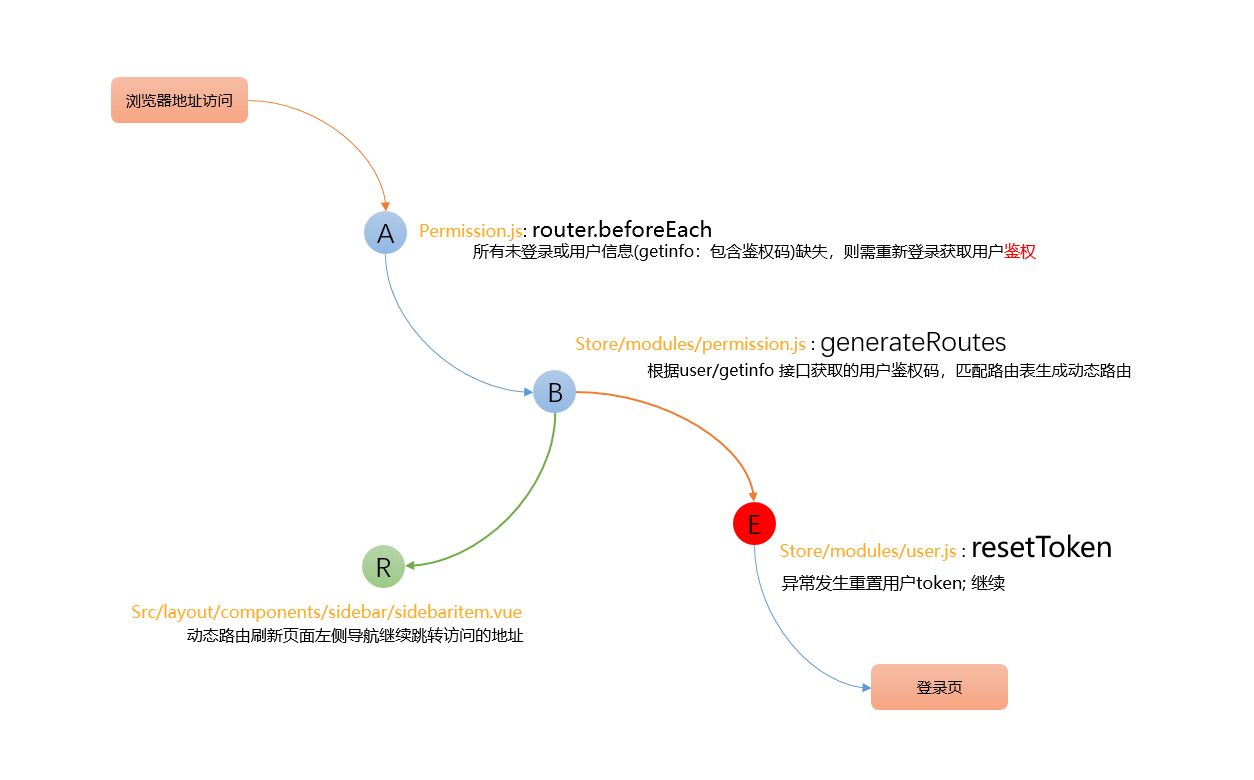 浏览器地址访问
A
Permission.js: router.beforeEach
所有未登录或用户信息(getinfo：包含鉴权码)缺失，则需重新登录获取用户鉴权
Store/modules/permission.js : generateRoutes
根据user/getinfo 接口获取的用户鉴权码，匹配路由表生成动态路由
B
E
Store/modules/user.js : resetToken
异常发生重置用户token; 继续
R
Src/layout/components/sidebar/sidebaritem.vue
动态路由刷新页面左侧导航继续跳转访问的地址
登录页